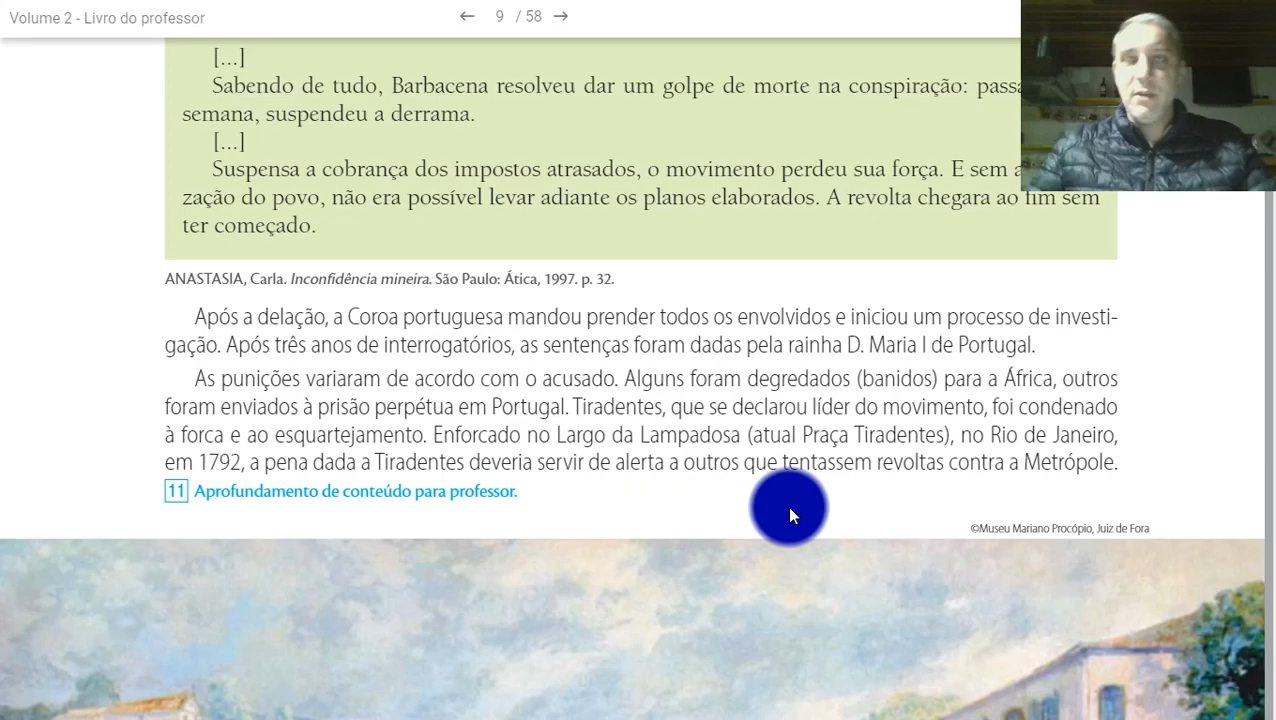 Volume 2 - Livro do professor
← 9 / 58 →
[...]
Sabendo de tudo, Barbacena resolveu dar um golpe de morte na conspiração:
semana, suspendeu a derrama.
[...]
Suspensa a cobrança dos impostos atrasados, o movimento perdeu sua força. E sem a
zação do povo, não era possível levar adiante os planos elaborados. A revolta chegara ao fim sem
ter começado.
ANASTASIA, Carla. Inconfidência mineira. São Paulo: Ática, 1997. p. 32.
Após a delação, a Coroa portuguesa mandou prender todos os envolvidos e iniciou um processo de investi-
gação. Após três anos de interrogatórios, as sentenças foram dadas pela rainha D. Maria I de Portugal.
As punições variaram de acordo com o acusado. Alguns foram degredados (banidos) para a África, outros
foram enviados à prisão perpétua em Portugal. Tiradentes, que se declarou líder do movimento, foi condenado
à forca e ao esquartejamento. Enforcado no Largo da Lampadosa (atual Praça Tiradentes), no Rio de Janeiro,
em 1792, a pena dada a Tiradentes deveria servir de alerta a outros que tentassem revoltas contra a Metrópole.
11 Aprofundamento de conteúdo para professor.
©Museu Mariano Procópio, Juiz de Fora